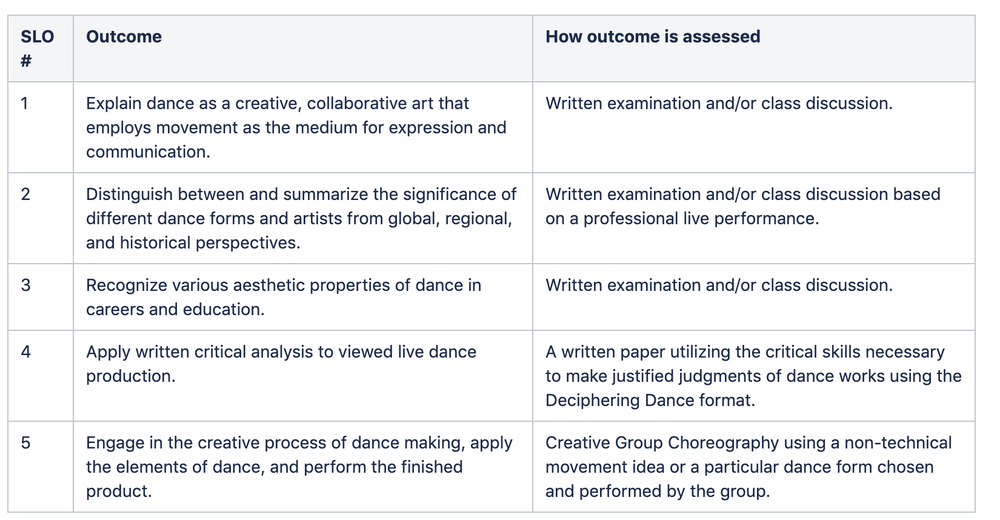 SLO
#
Outcome
How outcome is assessed
1
Explain dance as a creative, collaborative art that
employs movement as the medium for expression and
communication.
Written examination and/or class discussion.
2
Distinguish between and summarize the significance of
different dance forms and artists from global, regional,
and historical perspectives.
Written examination and/or class discussion based
on a professional live performance.
3
Recognize various aesthetic properties of dance in
careers and education.
Written examination and/or class discussion.
4
Apply written critical analysis to viewed live dance
production.
A written paper utilizing the critical skills necessary
to make justified judgments of dance works using the
Deciphering Dance format.
5
Engage in the creative process of dance making, apply
the elements of dance, and perform the finished
product.
Creative Group Choreography using a non-technical
movement idea or a particular dance form chosen
and performed by the group.